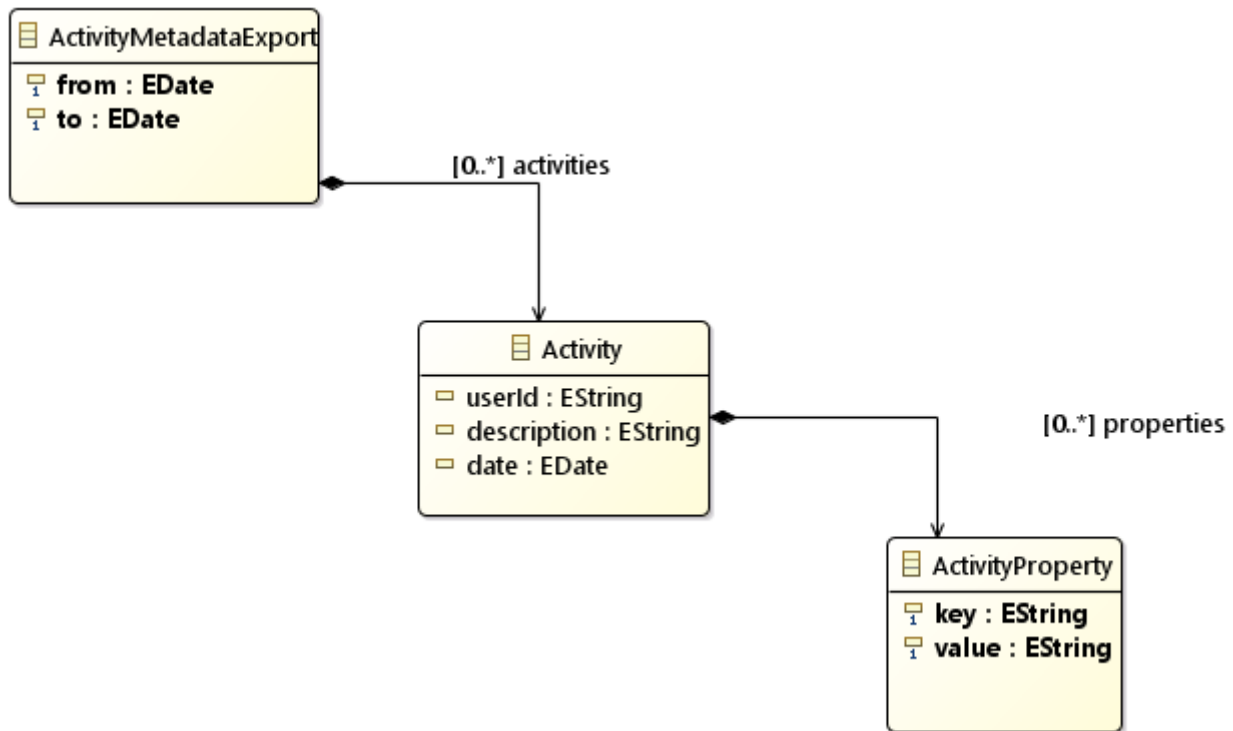 ActivityMetadataExport
from : EDate
to : EDate
[0..*] activities
Activity
userId : EString
description : EString
date : EDate
[0..*] properties
ActivityProperty
key : EString
value : EString